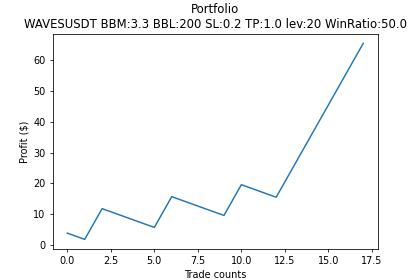 Portfolio
WAVESUSDT BBM:3.3 BBL:200 SL:0.2 TP:1.0 lev:20 WinRatio:50.0
60
50
40
30
20
10
0
Profit ($)
0.0 2.5 5.0 7.5 10.0 12.5 15.0 17.5
Trade counts